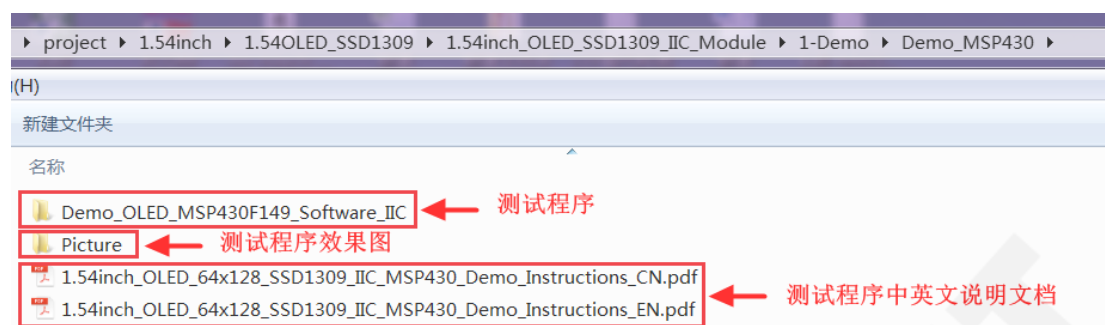 project ▸ 1.54inch ▸ 1.54OLED_SSD1309 ▸ 1.54inch_OLED_SSD1309_IIC_Module ▸ 1-Demo ▸ Demo_MSP430 ▸
(H)
新建文件夹
名称
Demo_OLED_MSP430F149_Software_IIC 测试程序
Picture 测试程序效果图
1.54inch_OLED_64x128_SSD1309_IIC_MSP430_Demo_Instructions_CN.pdf
1.54inch_OLED_64x128_SSD1309_IIC_MSP430_Demo_Instructions_EN.pdf
测试程序中英文说明文档